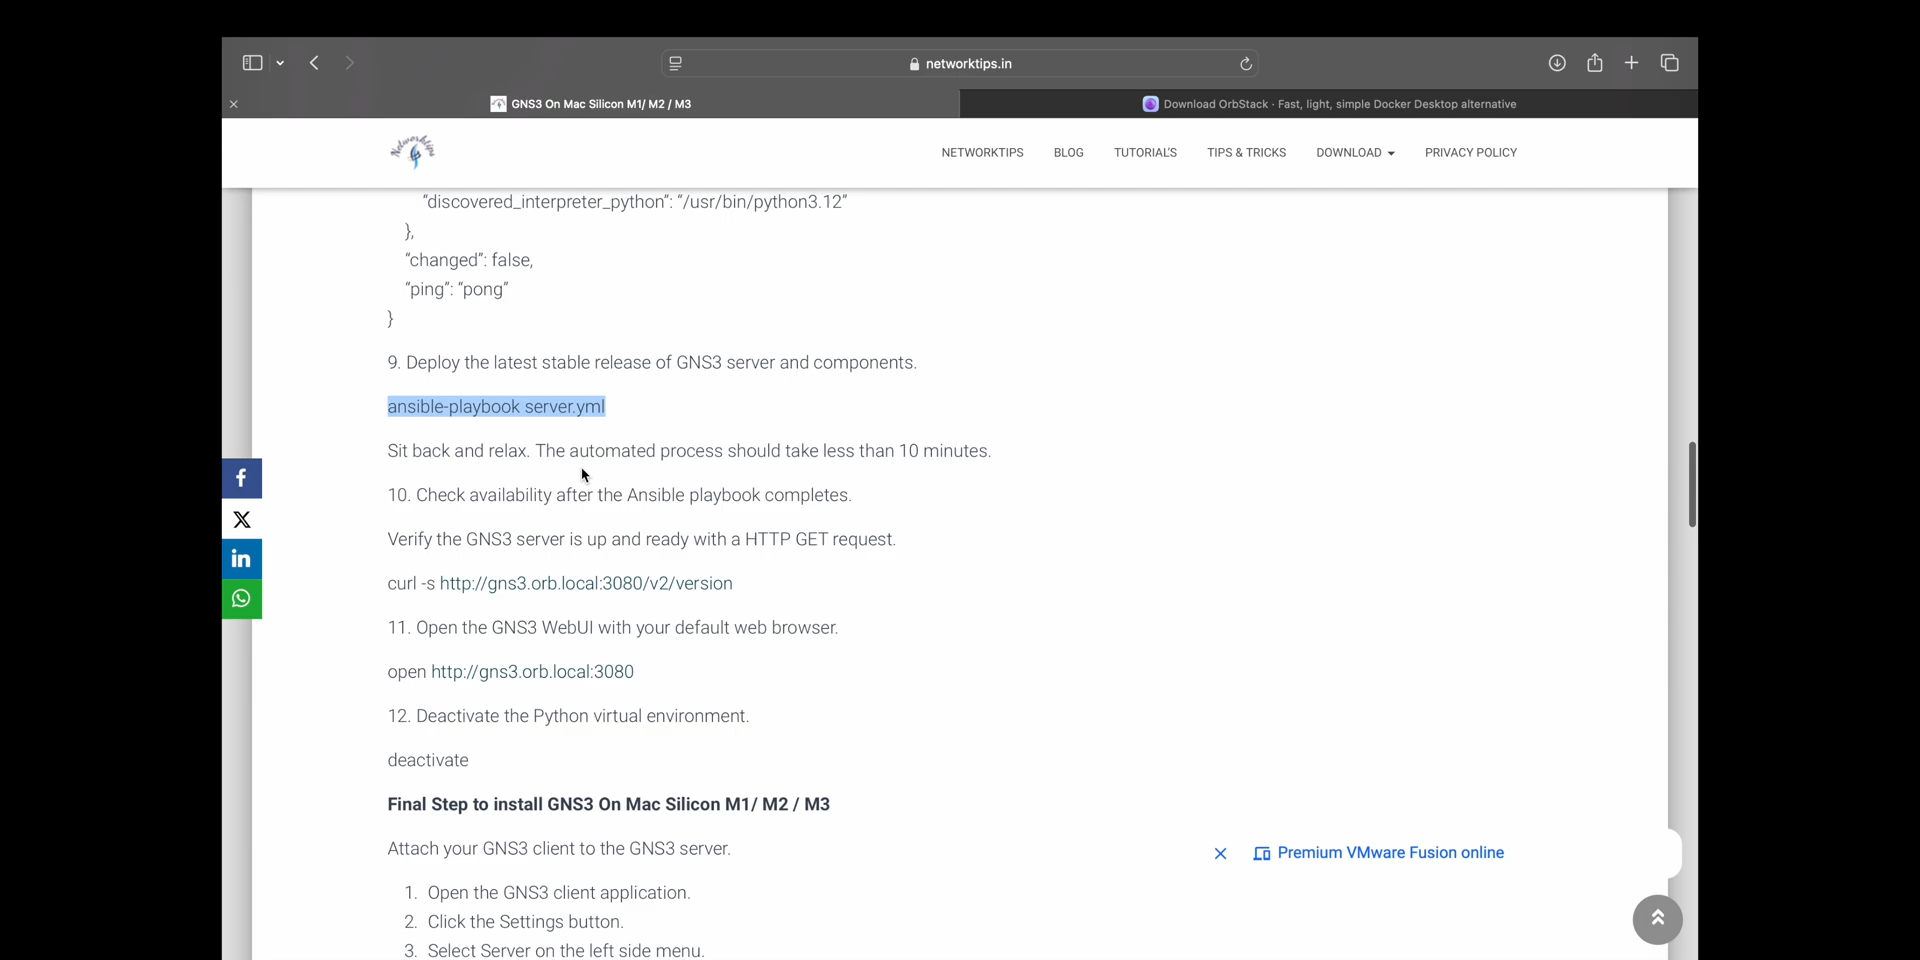 networktips.in
GNS3 On Mac Silicon M1/ M2 / M3
Download OrbStack · Fast, light, simple Docker Desktop alternative
Networktips
NETWORKTIPS
BLOG
TUTORIAL'S
TIPS & TRICKS
DOWNLOAD
PRIVACY POLICY
“discovered_interpreter_python”: “/usr/bin/python3.12”
},
“changed”: false,
“ping”: “pong”
}
9. Deploy the latest stable release of GNS3 server and components.
ansible-playbook server.yml
Sit back and relax. The automated process should take less than 10 minutes.
10. Check availability after the Ansible playbook completes.
Verify the GNS3 server is up and ready with a HTTP GET request.
curl -s http://gns3.orb.local:3080/v2/version
11. Open the GNS3 WebUI with your default web browser.
open http://gns3.orb.local:3080
12. Deactivate the Python virtual environment.
deactivate
Final Step to install GNS3 On Mac Silicon M1/ M2 / M3
Attach your GNS3 client to the GNS3 server.
Premium VMware Fusion online
1. Open the GNS3 client application.
2. Click the Settings button.
3. Select Server on the left side menu.